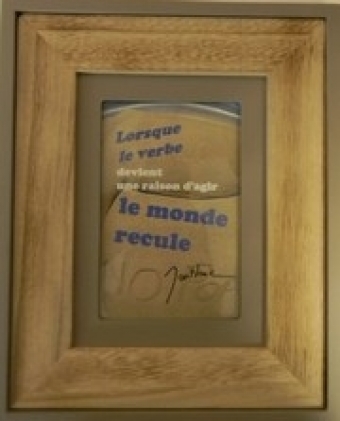 Lorsque
le verbe
devient
une raison d'agir
le monde
recule